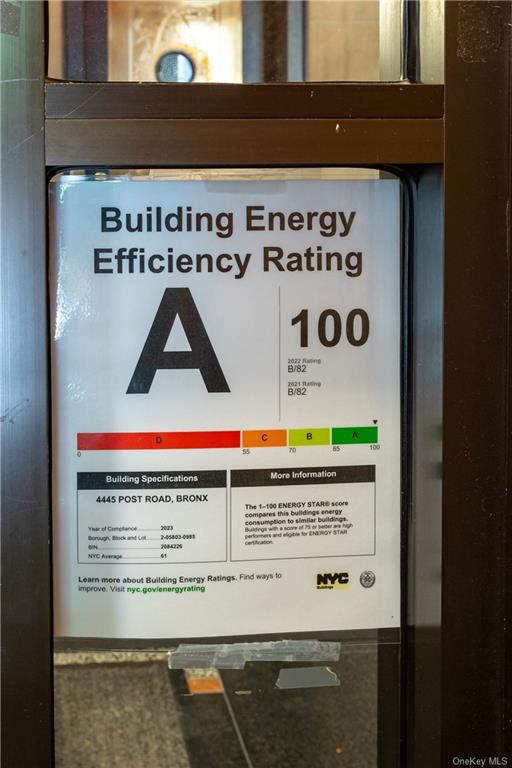 Building Energy
Efficiency Rating
A
100
2022 Rating
B/82
2021 Rating
B/82
D C B A
0 55 70 85 100
Building Specifications
4445 POST ROAD, BRONX
Year of Compliance............2023
Borough, Block and Lot......2-05803-0985
BIN..............................2084226
NYC Average....................61
More Information
The 1–100 ENERGY STAR® score
compares this buildings energy
consumption to similar buildings.
Buildings with a score of 75 or better are high
performers and eligible for ENERGY STAR
certification.
Learn more about Building Energy Ratings. Find ways to
improve. Visit nyc.gov/energyrating
NYC
Buildings
OneKey MLS